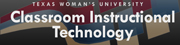 TEXAS WOMAN'S UNIVERSITY
Classroom Instructional
Technology